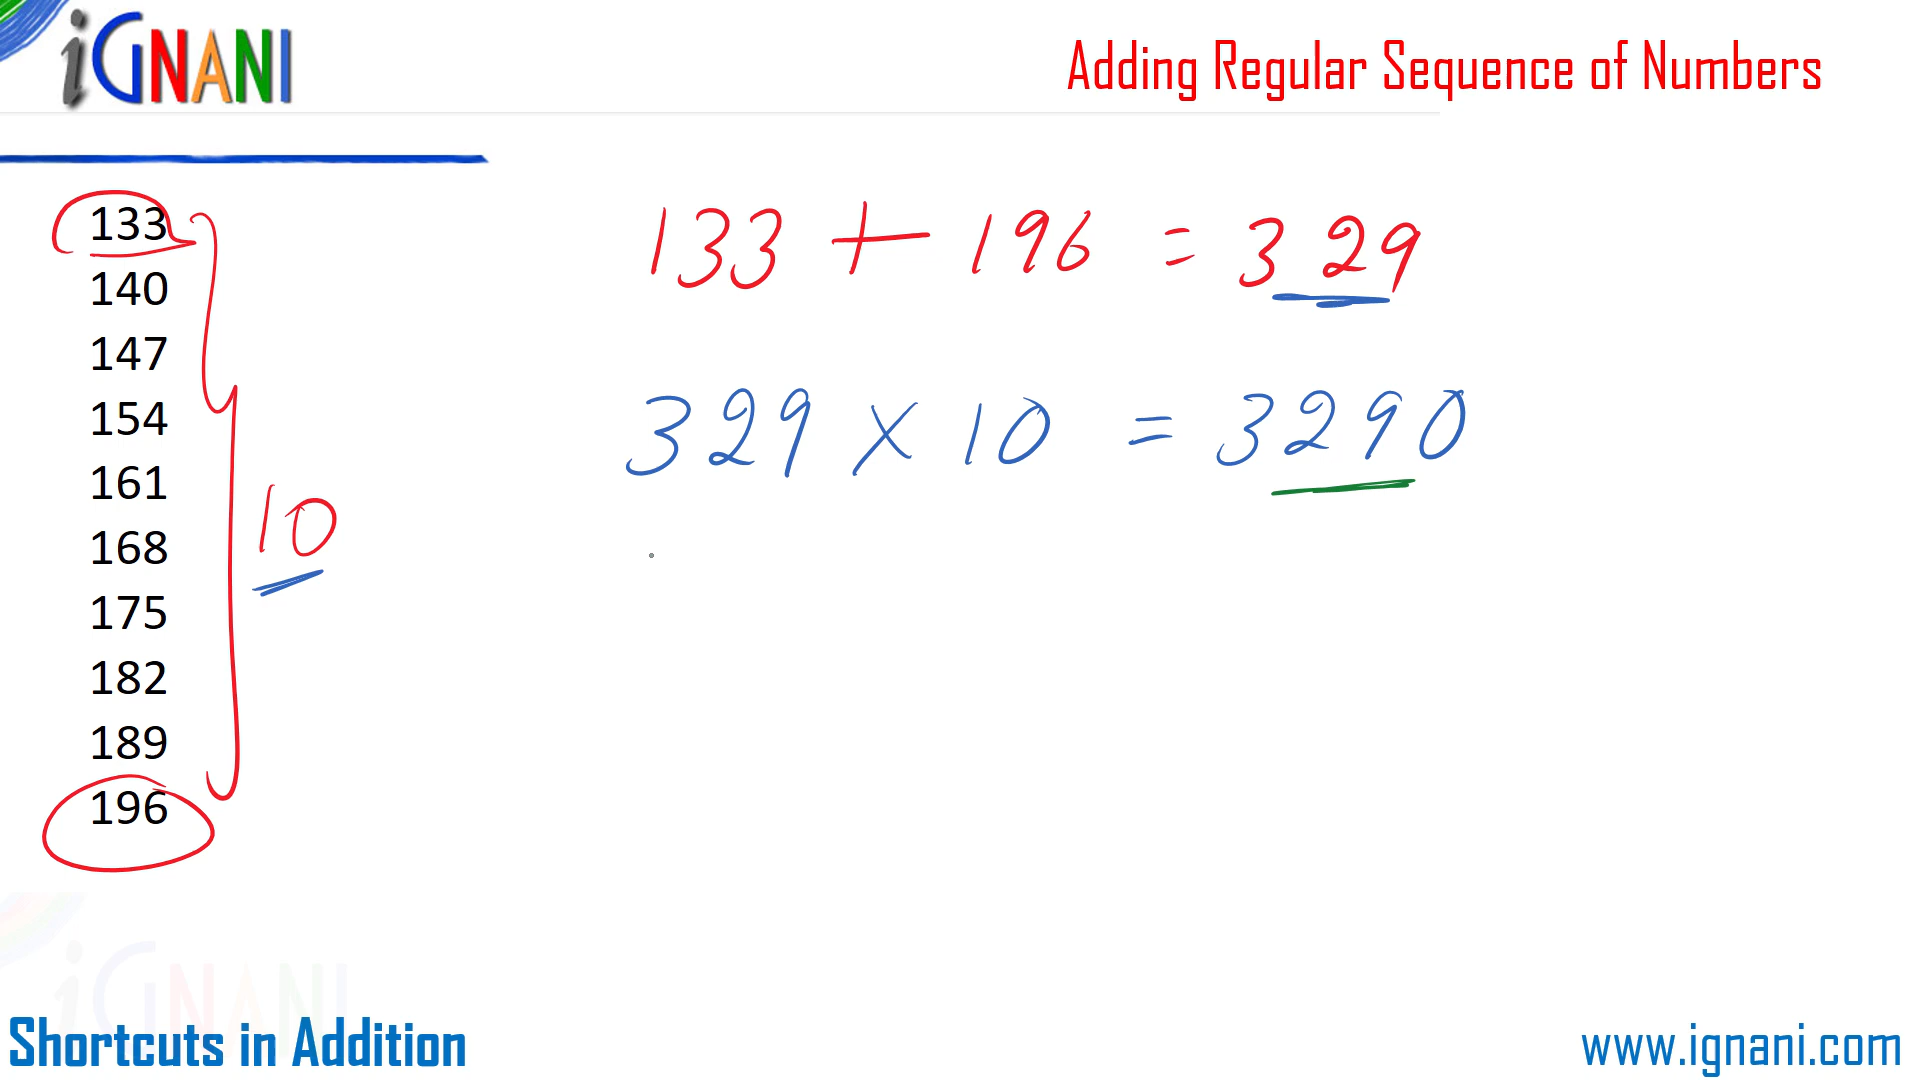 iGNANI
Adding Regular Sequence of Numbers
133
140
147
154
161
168
175
182
189
196
10
133 + 196 = 329
329 × 10 = 3290
iGNANI
Shortcuts in Addition
www.ignani.com